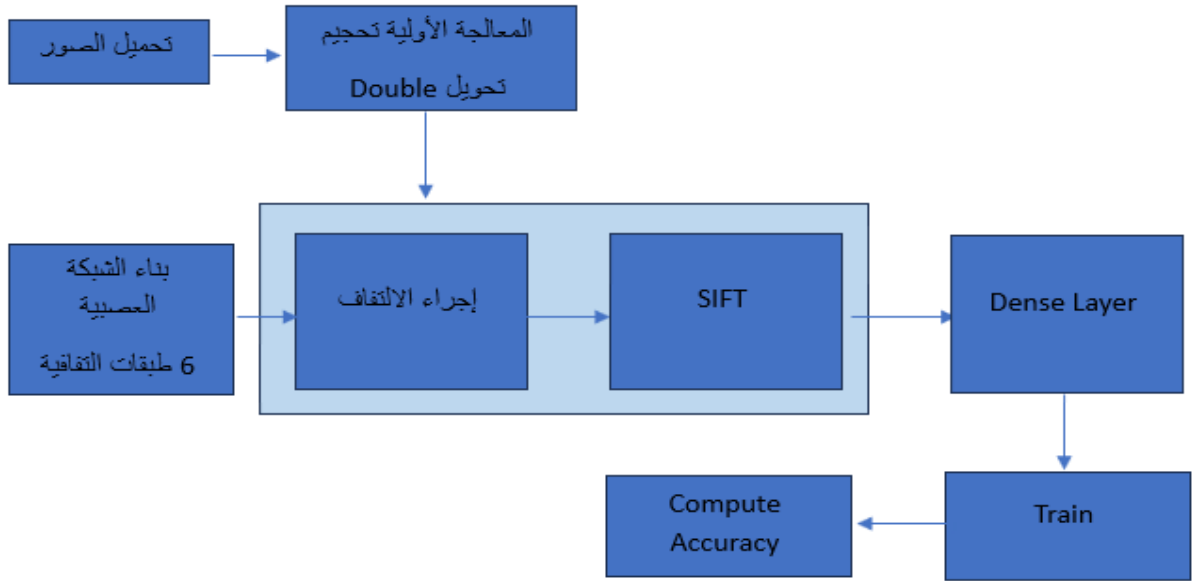 تحميل الصور
المعالجة الأولية تحجيم
تحويل Double
بناء الشبكة
العصبية
6 طبقات التفافية
إجراء الالتفاف
SIFT
Dense Layer
Train
Compute
Accuracy